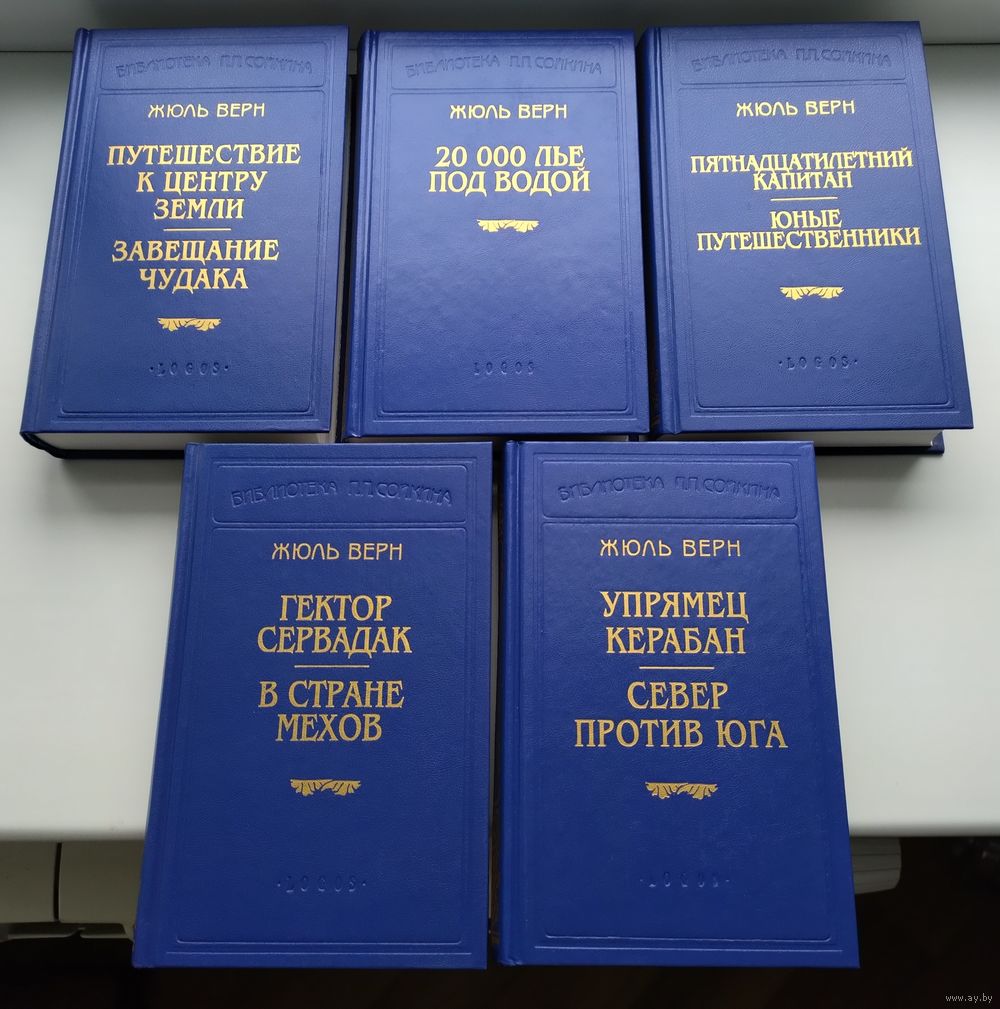 БИБЛИОТЕКА П.П. СОЙКИНА
ЖЮЛЬ ВЕРН
ПУТЕШЕСТВИЕ
К ЦЕНТРУ
ЗЕМЛИ
ЗАВЕЩАНИЕ
ЧУДАКА
·LOGOS·
БИБЛИОТЕКА П.П. СОЙКИНА
ЖЮЛЬ ВЕРН
20 000 ЛЬЕ
ПОД ВОДОЙ
LOGOS
БИБЛИОТЕКА П.П. СОЙКИНА
ЖЮЛЬ ВЕРН
ПЯТНАДЦАТИЛЕТНИЙ
КАПИТАН
ЮНЫЕ
ПУТЕШЕСТВЕННИКИ
·LOGOS·
БИБЛИОТЕКА П.П. СОЙКИНА
ЖЮЛЬ ВЕРН
ГЕКТОР
СЕРВАДАК
В СТРАНЕ
МЕХОВ
·LOGOS·
БИБЛИОТЕКА П.П. СОЙКИНА
ЖЮЛЬ ВЕРН
УПРЯМЕЦ
КЕРАБАН
СЕВЕР
ПРОТИВ ЮГА
·LOGOS·
www.ay.by